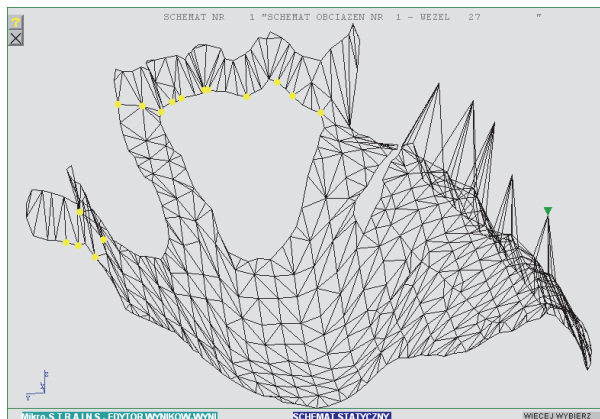 SCHEMAT NR 1 "SCHEMAT OBCIAZEN NR 1 - WEZEL 27 "
?
Mikro.S.T.R.A.I.N.S - EDYTOR WYNIKOW.WYNI
SCHEMAT STATYCZNY
WIECEJ WYBIERZ